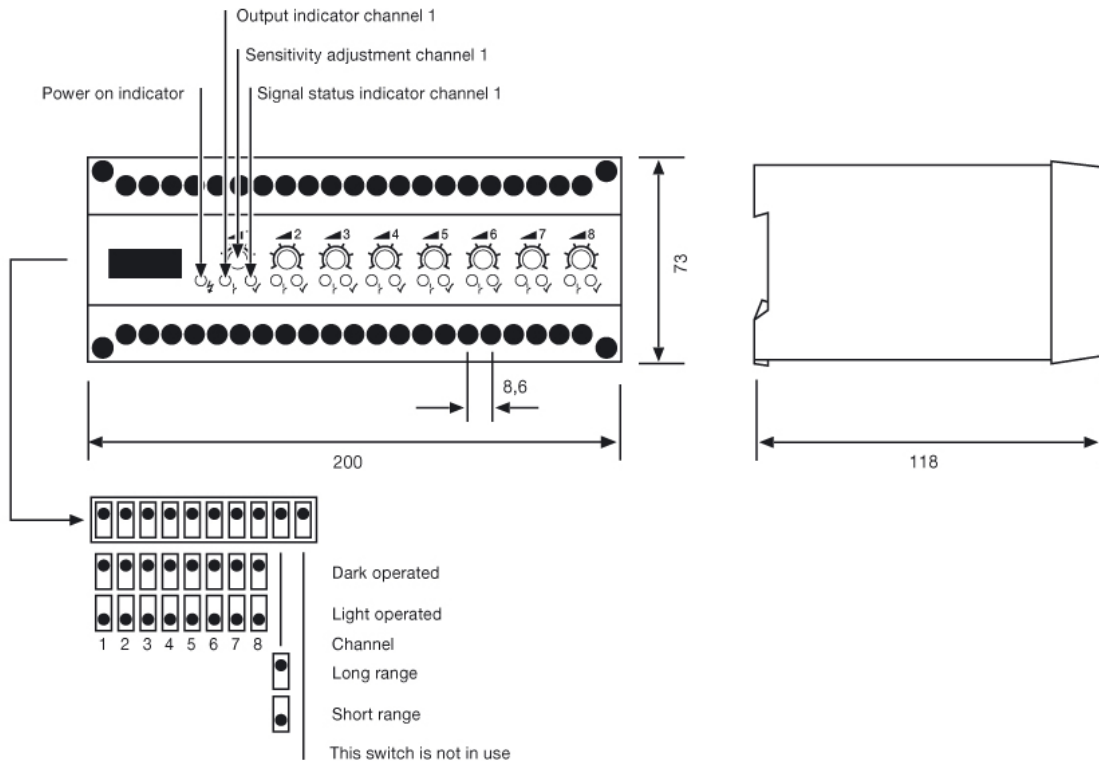 Output indicator channel 1
Sensitivity adjustment channel 1
Power on indicator
Signal status indicator channel 1
2 3 4 5 6 7 8
73
8,6
200
118
Dark operated
Light operated
1 2 3 4 5 6 7 8 Channel
Long range
Short range
This switch is not in use